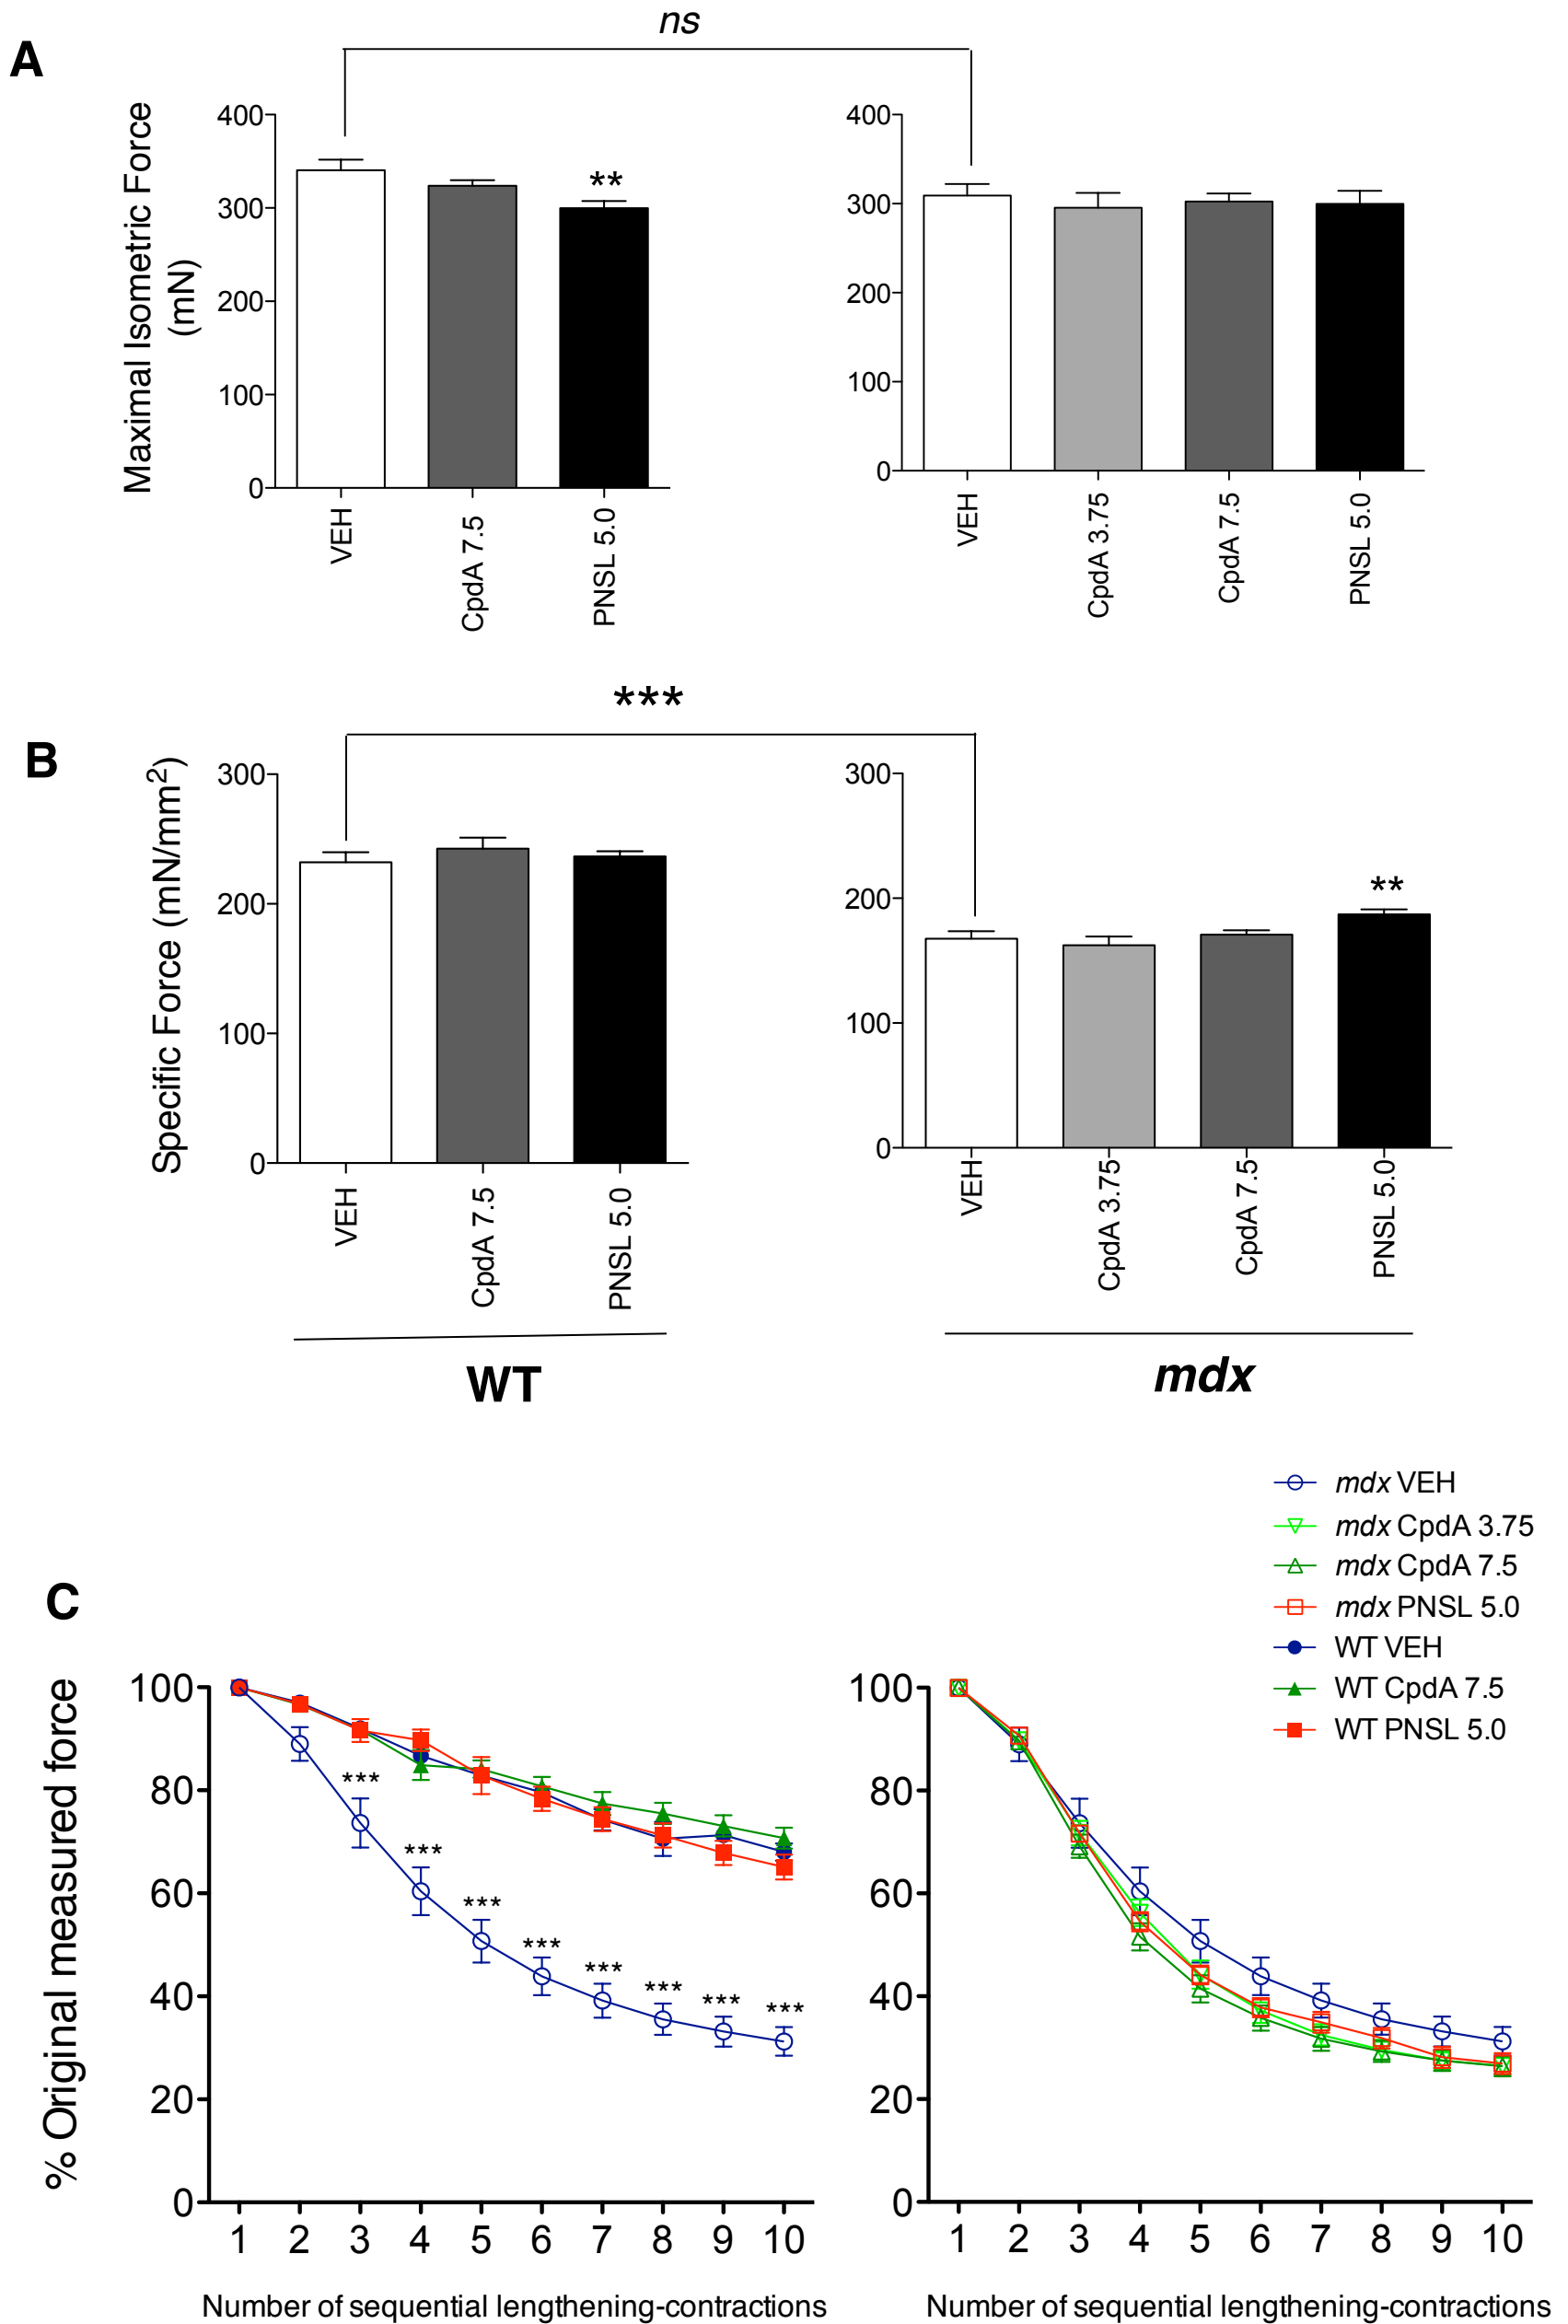 A
ns
Maximal Isometric Force
(mN)
400
300
200
100
0
**
VEH
CpdA 7.5
PNSL 5.0
400
300
200
100
0
VEH
CpdA 3.75
CpdA 7.5
PNSL 5.0
B
***
Specific Force (mN/mm²)
300
200
100
0
VEH
CpdA 7.5
PNSL 5.0
300
200
100
0
**
VEH
CpdA 3.75
CpdA 7.5
PNSL 5.0
WT
mdx
mdx VEH
mdx CpdA 3.75
mdx CpdA 7.5
mdx PNSL 5.0
WT VEH
WT CpdA 7.5
WT PNSL 5.0
C
% Original measured force
100
80
60
40
20
0
***
***
***
***
***
***
***
***
1 2 3 4 5 6 7 8 9 10
Number of sequential lengthening-contractions
100
80
60
40
20
0
1 2 3 4 5 6 7 8 9 10
Number of sequential lengthening-contractions